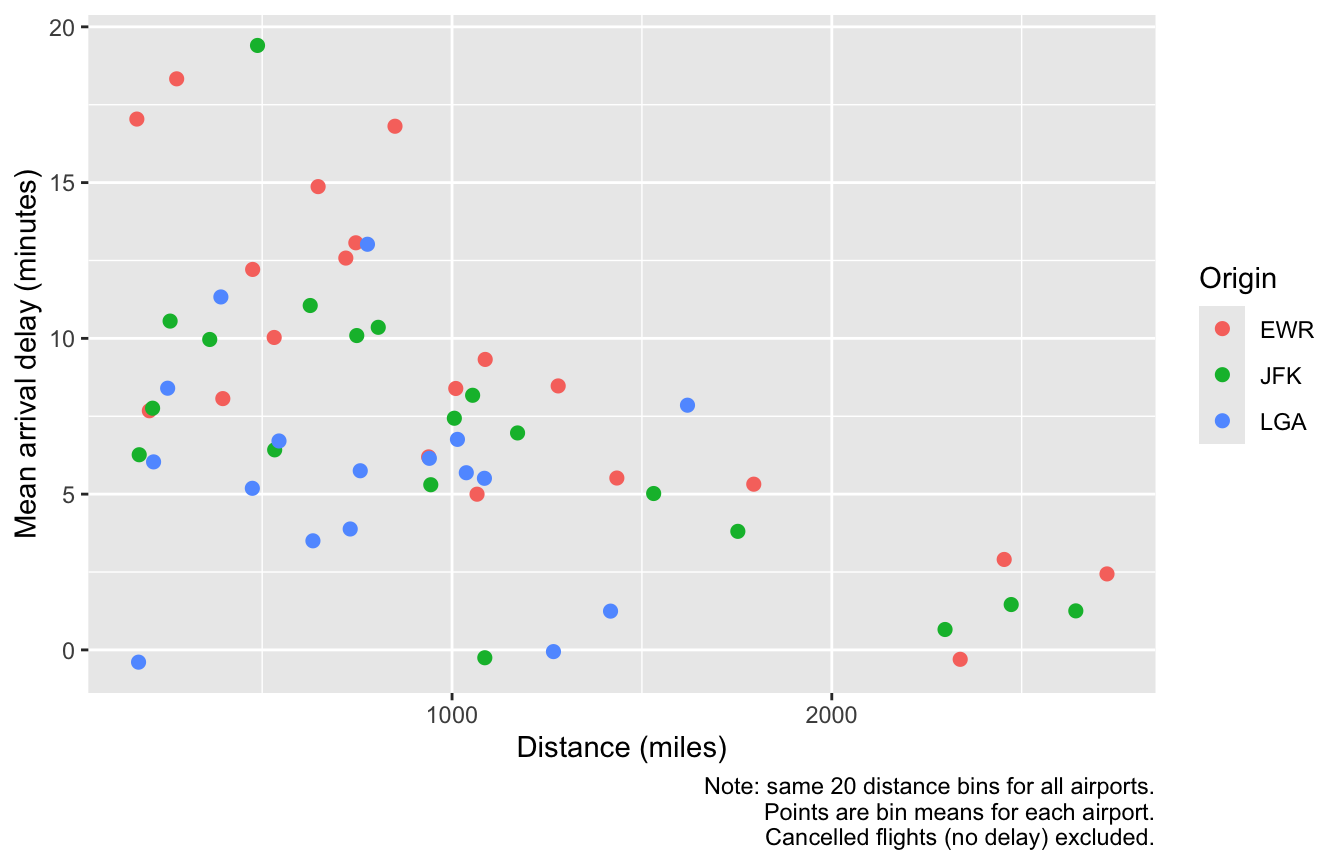 20
15
10
5
0
Mean arrival delay (minutes)
1000 2000
Distance (miles)
Origin
EWR
JFK
LGA
Note: same 20 distance bins for all airports.
Points are bin means for each airport.
Cancelled flights (no delay) excluded.